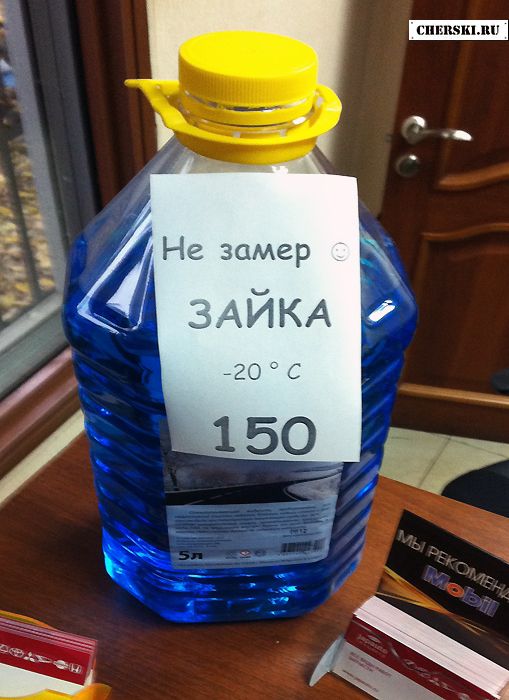 CHERSKI.RU
Не замер ☺
ЗАЙКА
-20 ° C
150
5л
МЫ РЕКОМЕНД
Mobil